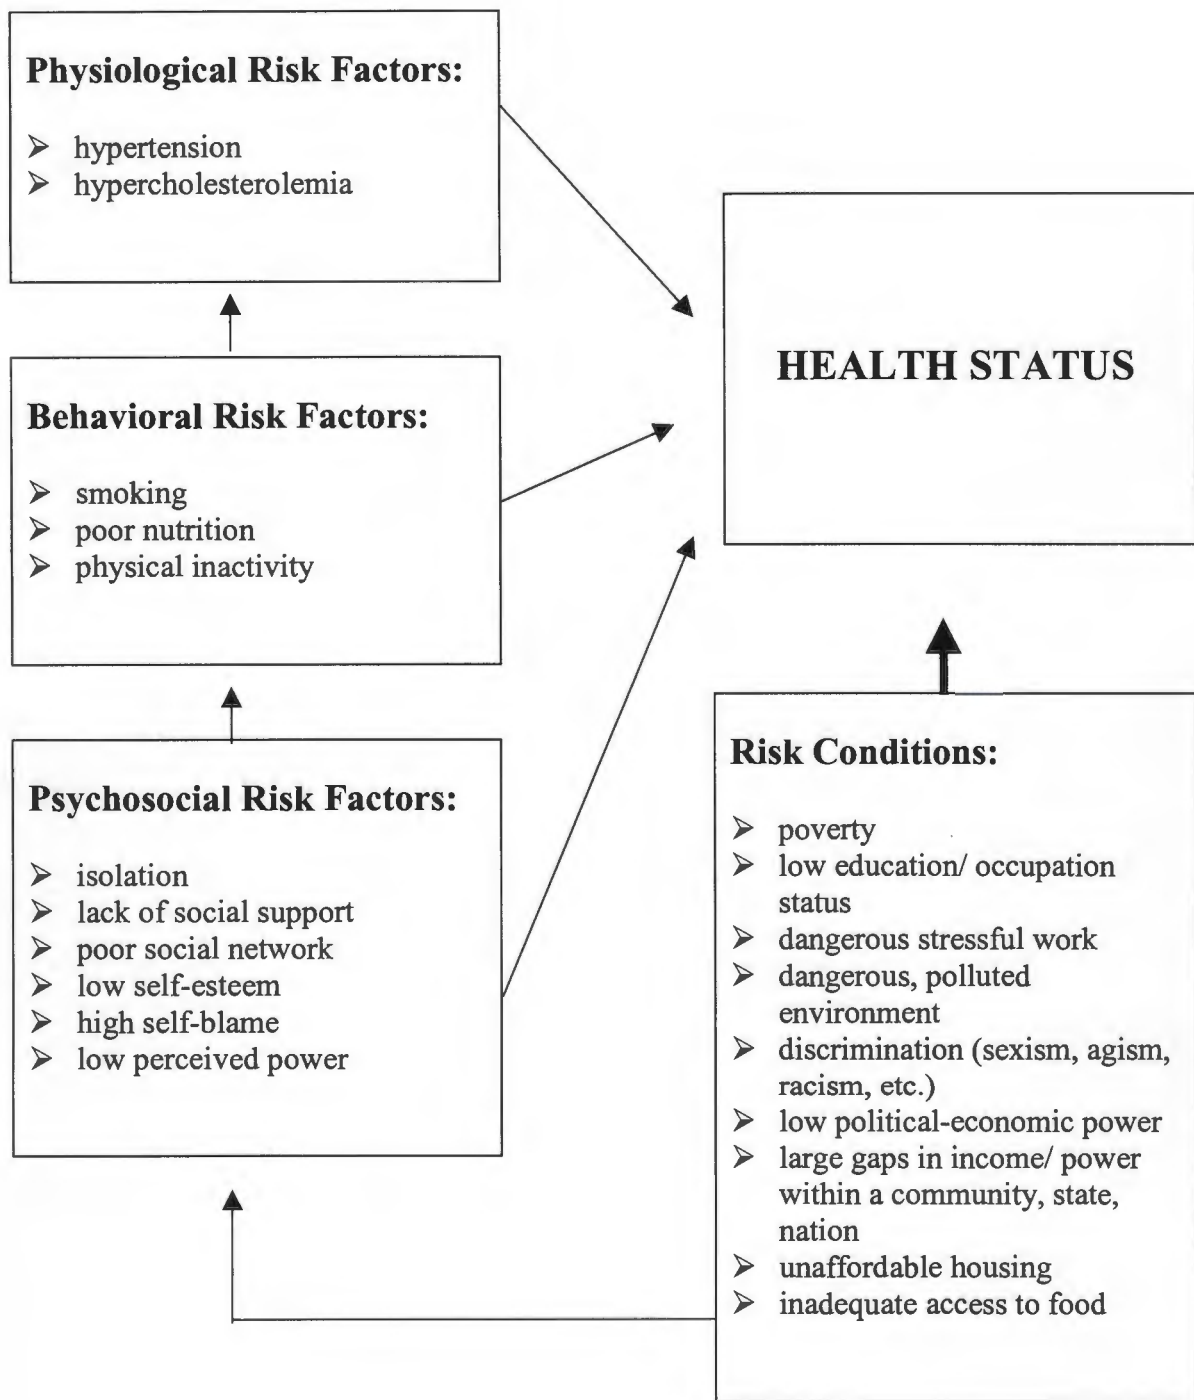 Physiological Risk Factors:
➢ hypertension
➢ hypercholesterolemia
HEALTH STATUS
Behavioral Risk Factors:
➢ smoking
➢ poor nutrition
➢ physical inactivity
Psychosocial Risk Factors:
➢ isolation
➢ lack of social support
➢ poor social network
➢ low self-esteem
➢ high self-blame
➢ low perceived power
Risk Conditions:
➢ poverty
➢ low education/ occupation
status
➢ dangerous stressful work
➢ dangerous, polluted
environment
➢ discrimination (sexism, agism,
racism, etc.)
➢ low political-economic power
➢ large gaps in income/ power
within a community, state,
nation
➢ unaffordable housing
➢ inadequate access to food